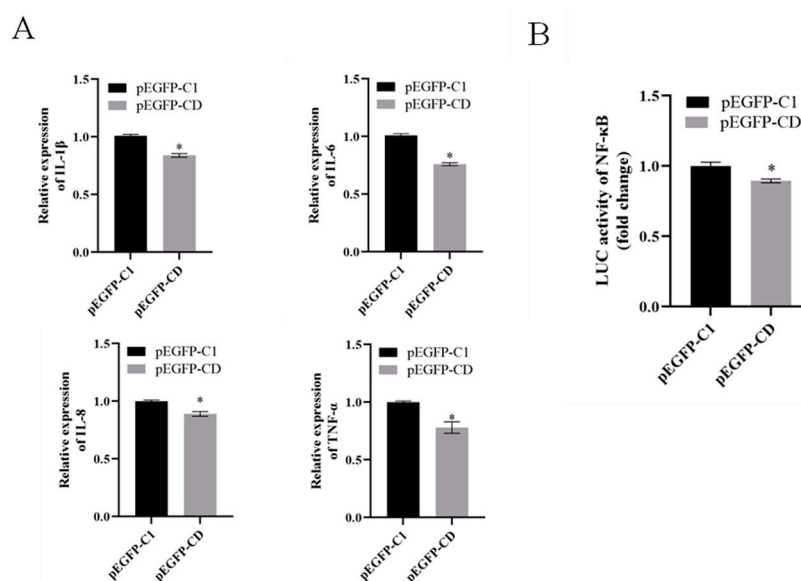 A
Relative expression
of IL-1β
1.5
1.0
0.5
0.0
pEGFP-C1
pEGFP-CD
*
pEGFP-C1
pEGFP-CD
Relative expression
of IL-6
1.5
1.0
0.5
0.0
pEGFP-C1
pEGFP-CD
*
pEGFP-C1
pEGFP-CD
Relative expression
of IL-8
1.5
1.0
0.5
0.0
pEGFP-C1
pEGFP-CD
*
pEGFP-C1
pEGFP-CD
Relative expression
of TNF-α
1.5
1.0
0.5
0.0
pEGFP-C1
pEGFP-CD
*
pEGFP-C1
pEGFP-CD
B
LUC activity of NF-κB
(fold change)
1.5
1.0
0.5
0.0
pEGFP-C1
pEGFP-CD
*
pEGFP-C1
pEGFP-CD